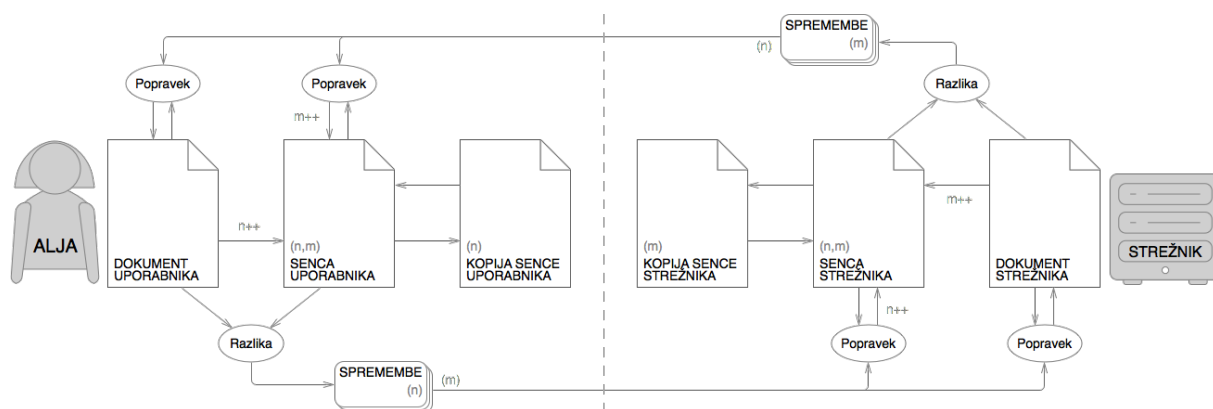 SPREMEMBE
(n)
(m)
Popravek
Popravek
Razlika
m++
n++
m++
ALJA
(n,m)
(n)
(m)
(n,m)
STREŽNIK
DOKUMENT
UPORABNIKA
SENCA
UPORABNIKA
KOPIJA SENCE
UPORABNIKA
KOPIJA SENCE
STREŽNIKA
SENCA
STREŽNIKA
DOKUMENT
STREŽNIKA
n++
Razlika
Popravek
Popravek
SPREMEMBE
(n)
(m)